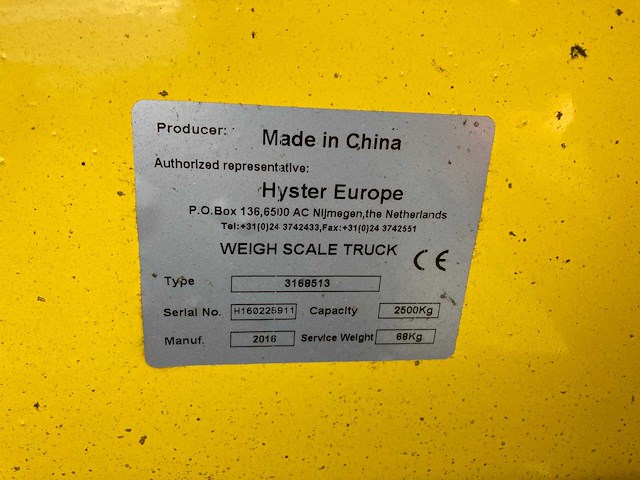 Producer: Made in China
Authorized representative:
Hyster Europe
P.O.Box 136,6500 AC Nijmegen,the Netherlands
Tel:+31(0)24 3742433,Fax:+31(0)24 3742551
WEIGH SCALE TRUCK CE
Type 3168513
Serial No. H160225911 Capacity 2500Kg
Manuf. 2016 Service Weight 68Kg